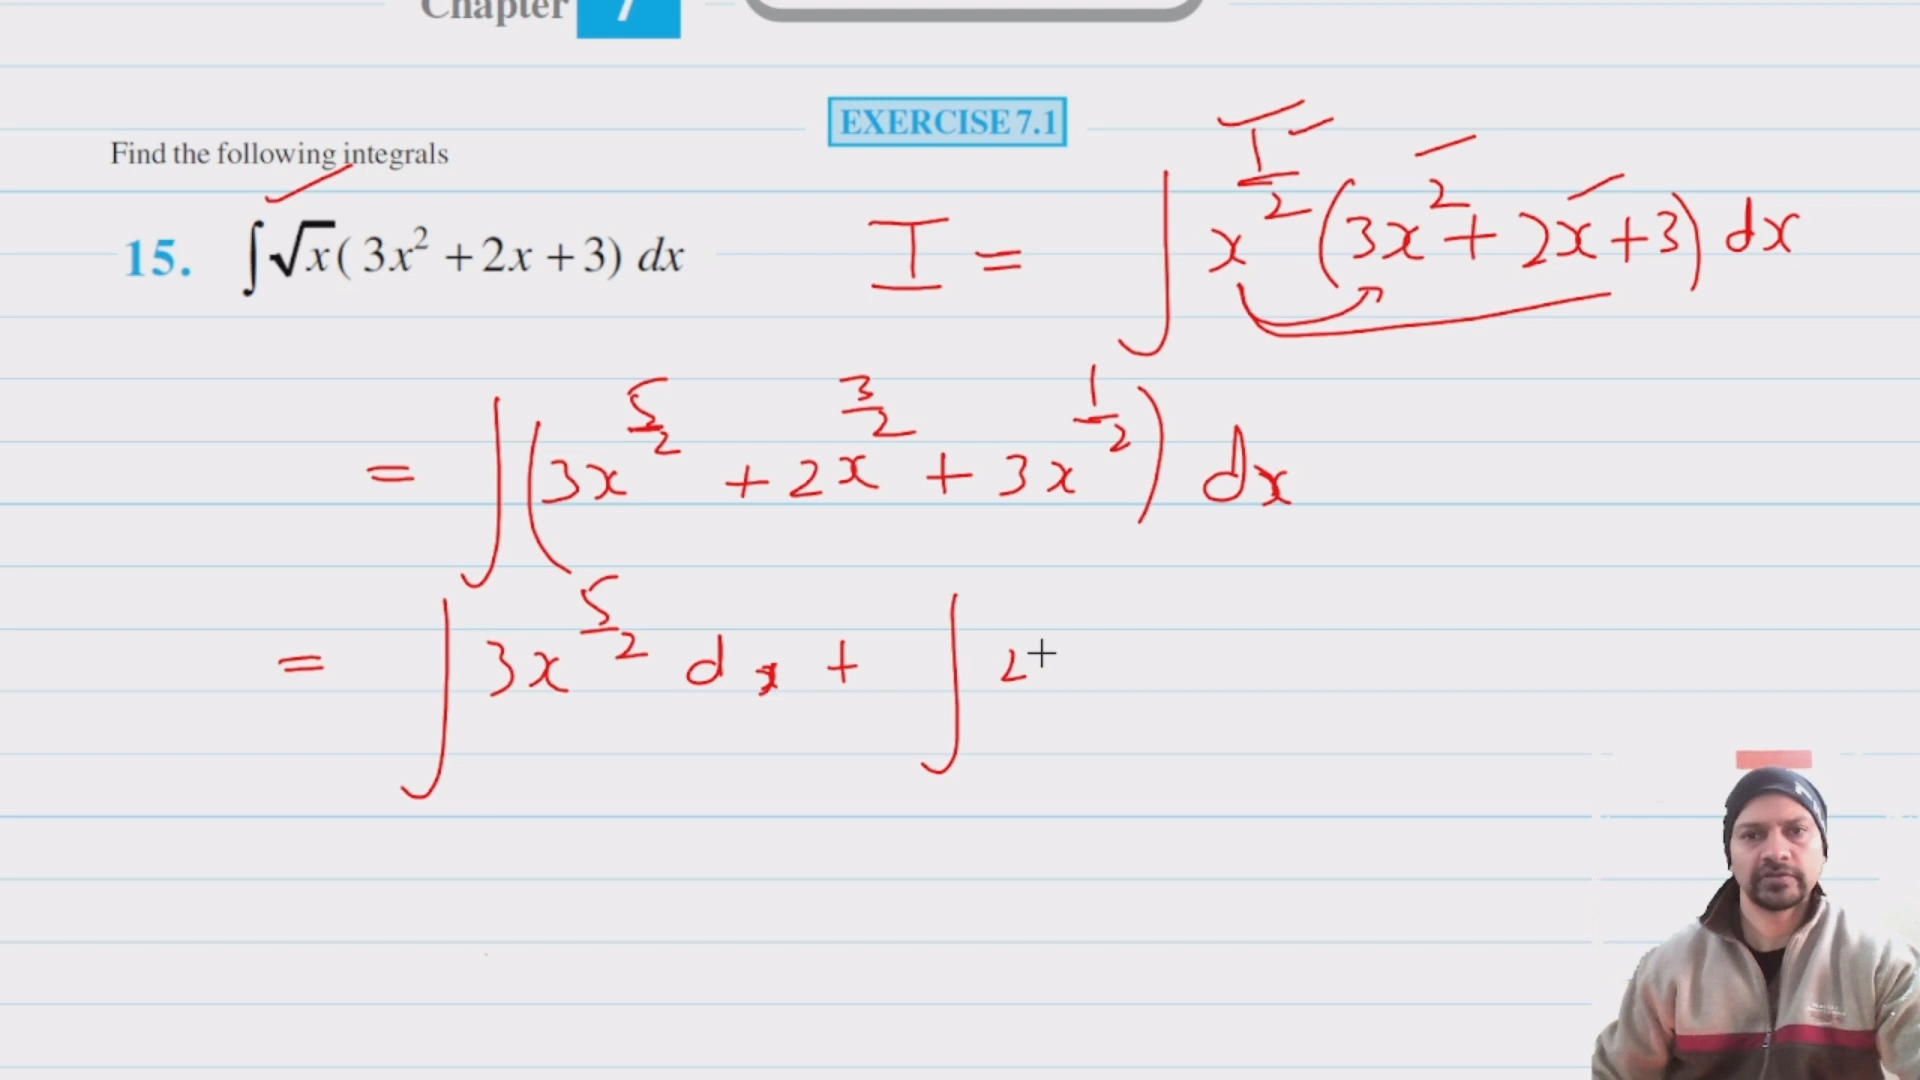 Chapter 7
EXERCISE 7.1
Find the following integrals
15. ∫√x( 3x² + 2x + 3) dx
I = ∫ x^(1/2) (3x² + 2x + 3) dx
= ∫ (3x^(5/2) + 2x^(3/2) + 3x^(1/2)) dx
= ∫ 3x^(5/2) dx + ∫ 2